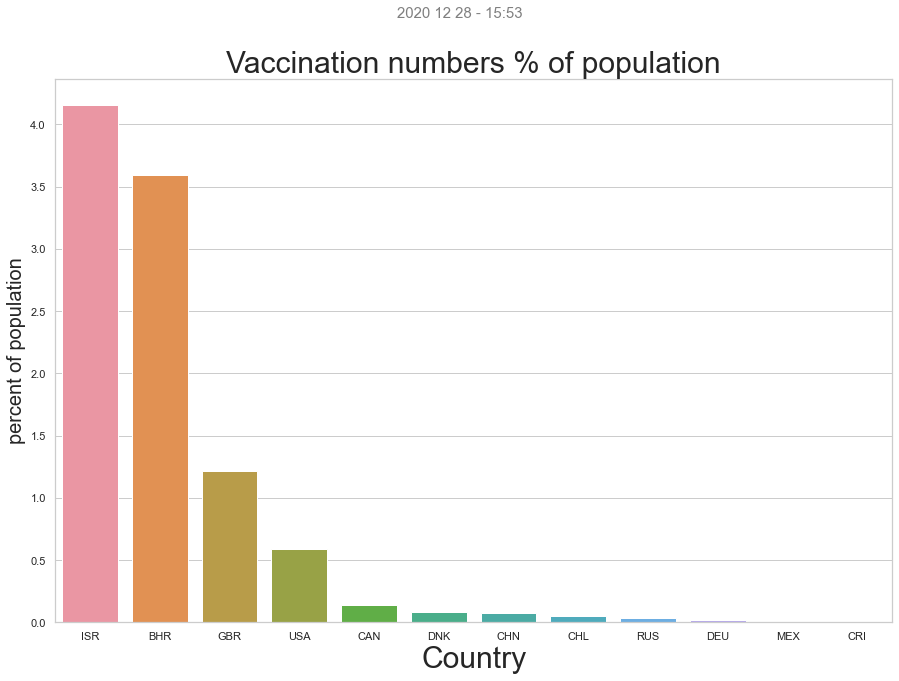 2020 12 28 - 15:53
Vaccination numbers % of population
percent of population
4.0
3.5
3.0
2.5
2.0
1.5
1.0
0.5
0.0
ISR BHR GBR USA CAN DNK CHN CHL RUS DEU MEX CRI
Country